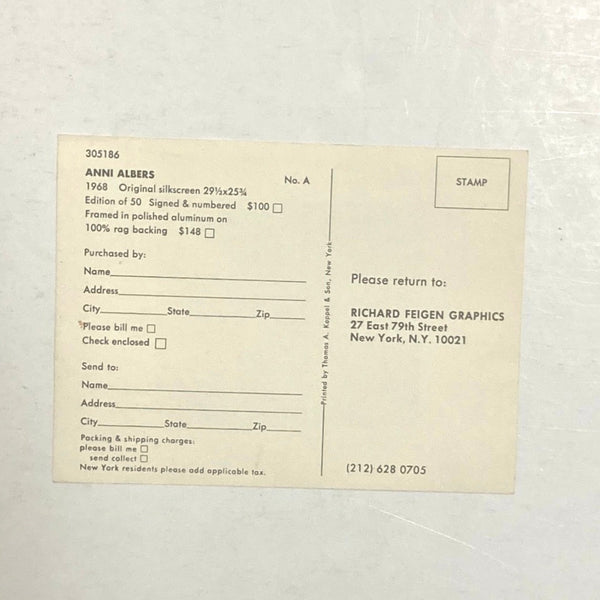 305186
ANNI ALBERS
No. A
1968 Original silkscreen 29½x25¾
Edition of 50 Signed & numbered $100
Framed in polished aluminum on
100% rag backing $148
Purchased by:
Name
Address
City State Zip
Please bill me
Check enclosed
Send to:
Name
Address
City State Zip
Packing & shipping charges:
please bill me
send collect
New York residents please add applicable tax.
Printed by Thomas A. Keppel & Son, New York
STAMP
Please return to:
RICHARD FEIGEN GRAPHICS
27 East 79th Street
New York, N.Y. 10021
(212) 628 0705